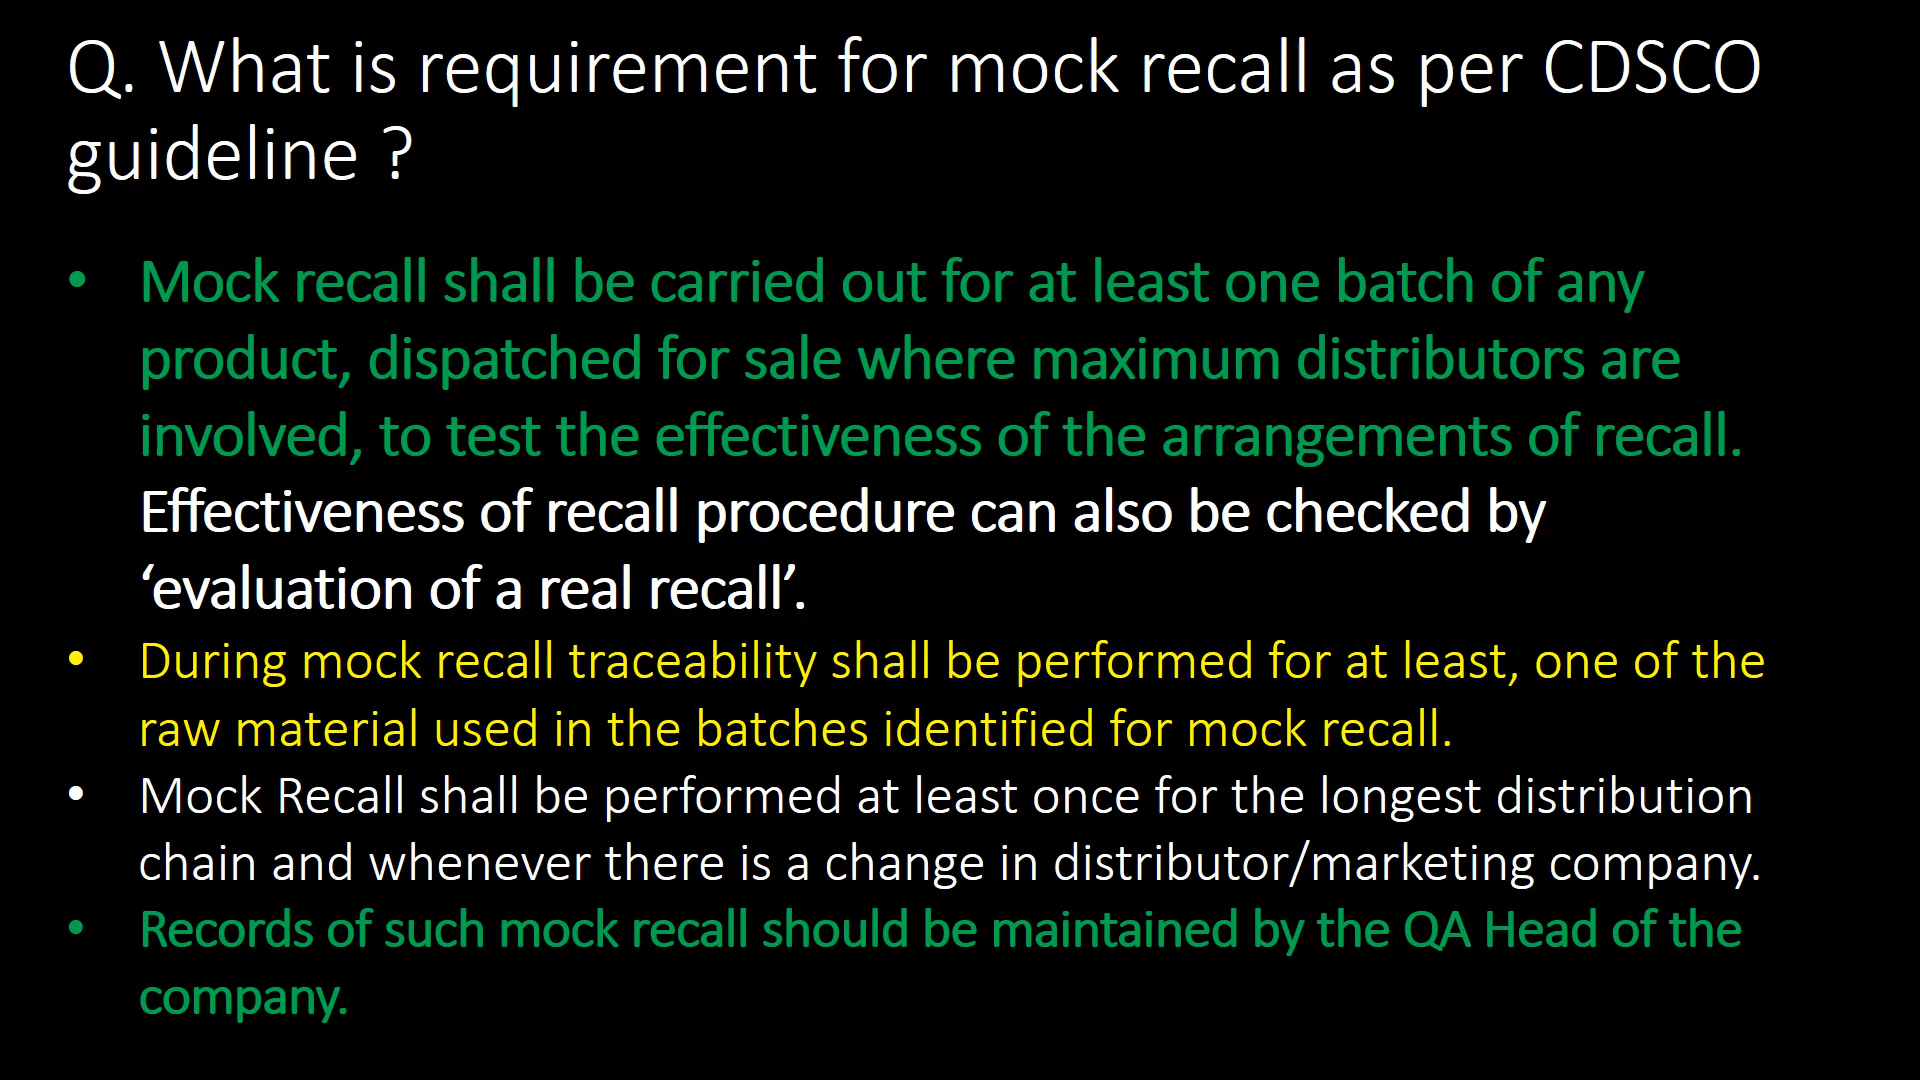 Q. What is requirement for mock recall as per CDSCO
guideline ?
• Mock recall shall be carried out for at least one batch of any
product, dispatched for sale where maximum distributors are
involved, to test the effectiveness of the arrangements of recall.
Effectiveness of recall procedure can also be checked by
‘evaluation of a real recall’.
• During mock recall traceability shall be performed for at least, one of the
raw material used in the batches identified for mock recall.
• Mock Recall shall be performed at least once for the longest distribution
chain and whenever there is a change in distributor/marketing company.
• Records of such mock recall should be maintained by the QA Head of the
company.